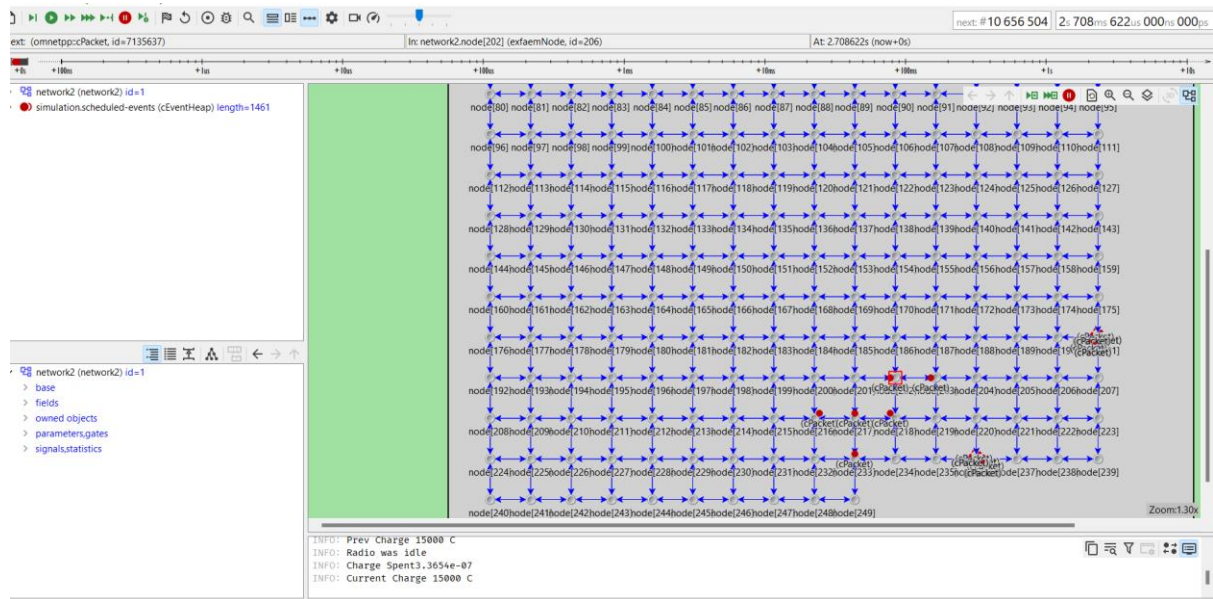 next: #10 656 504 2s 708ms 622us 000ns 000ps
ext: (omnetpp::cPacket, id=7135637) In: network2.node[202] (exfaemNode, id=206) At: 2.708622s (now+0s)
+0s +100ns +1us +10us +100us +1ms +10ms +100ms +1s +10s
network2 (network2) id=1
simulation.scheduled-events (cEventHeap) length=1461
node[80] node[81] node[82] node[83] node[84] node[85] node[86] node[87] node[88] node[89] node[90] node[91] node[92] node[93] node[94] node[95]
node[96] node[97] node[98] node[99] node[100] node[101] node[102] node[103] node[104] node[105] node[106] node[107] node[108] node[109] node[110] node[111]
node[112] node[113] node[114] node[115] node[116] node[117] node[118] node[119] node[120] node[121] node[122] node[123] node[124] node[125] node[126] node[127]
node[128] node[129] node[130] node[131] node[132] node[133] node[134] node[135] node[136] node[137] node[138] node[139] node[140] node[141] node[142] node[143]
node[144] node[145] node[146] node[147] node[148] node[149] node[150] node[151] node[152] node[153] node[154] node[155] node[156] node[157] node[158] node[159]
node[160] node[161] node[162] node[163] node[164] node[165] node[166] node[167] node[168] node[169] node[170] node[171] node[172] node[173] node[174] node[175]
(cPacket)
node[176] node[177] node[178] node[179] node[180] node[181] node[182] node[183] node[184] node[185] node[186] node[187] node[188] node[189] (cPacket)
network2 (network2) id=1
base
fields
owned objects
parameters,gates
signals,statistics
node[192] node[193] node[194] node[195] node[196] node[197] node[198] node[199] node[200] (cPacket) (cPacket) node[204] node[205] node[206] node[207]
(cPacket) (cPacket) (cPacket)
node[208] node[209] node[210] node[211] node[212] node[213] node[214] node[215] node[216] node[217] node[218] node[219] node[220] node[221] node[222] node[223]
(cPacket) (cPacket)
node[224] node[225] node[226] node[227] node[228] node[229] node[230] node[231] node[232] node[233] node[234] node[235] (cPacket) node[237] node[238] node[239]
node[240] node[241] node[242] node[243] node[244] node[245] node[246] node[247] node[248] node[249]
Zoom:1.30x
INFO: Prev Charge 15000 C
INFO: Radio was idle
INFO: Charge Spent3.3654e-07
INFO: Current Charge 15000 C